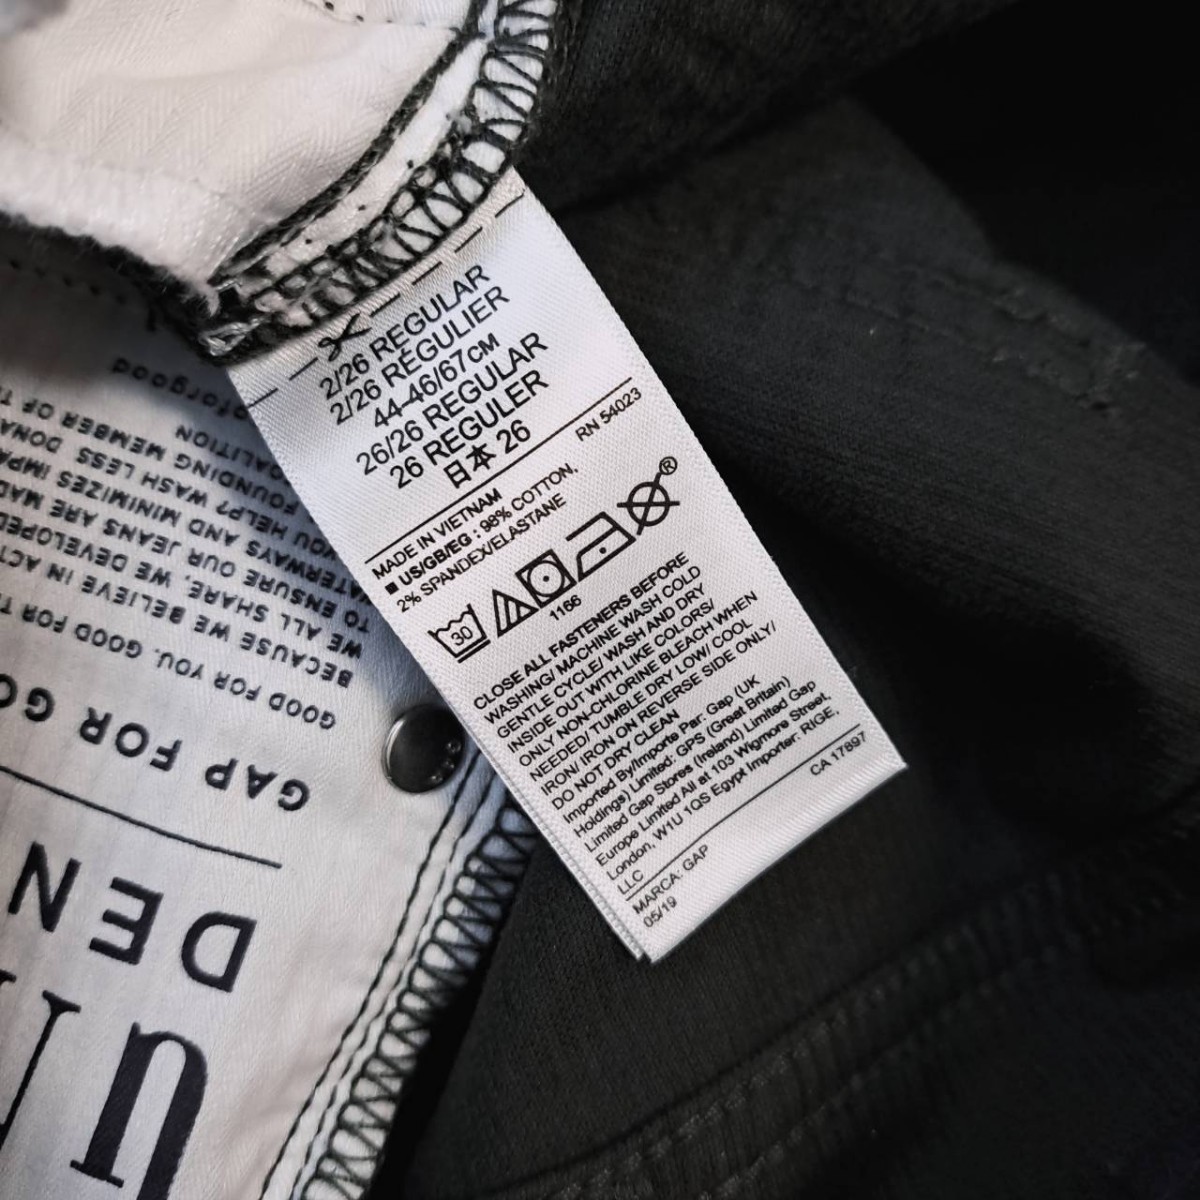 2/26 REGULAR
2/26 RÉGULIER
44-46/67CM
26/26 REGULAR
26 REGULER
日本 26
RN 54023
MADE IN VIETNAM
■ US/GB/EG : 98% COTTON,
2% SPANDEX/ELASTANE
30
®
1166
CLOSE ALL FASTENERS BEFORE
WASHING/ MACHINE WASH COLD
GENTLE CYCLE/ WASH AND DRY
INSIDE OUT WITH LIKE COLORS/
ONLY NON-CHLORINE BLEACH WHEN
NEEDED/ TUMBLE DRY LOW/ COOL
IRON/ IRON ON REVERSE SIDE ONLY/
DO NOT DRY CLEAN
Imported By/Importe Par: Gap (UK
Holdings) Limited- GPS (Great Britain)
Limited Gap Stores (Ireland) Limited Gap
Europe Limited All at 103 Wigmore Street,
London, W1U 1QS Egypt Importer: RIGE,
LLC
CA 17897
MARCA: GAP
05/19
DEN
GAP FOR GO
GOOD FOR YOU. GOOD FOR
BECAUSE WE BELIEVE IN
WE ALL SHARE, WE DEVELOPED
TO ENSURE OUR JEANS ARE
WATERWAYS AND MINIMIZES
YOU HELP? WASH LESS
FOUNDING MEMBER OF
COALITION
forgood